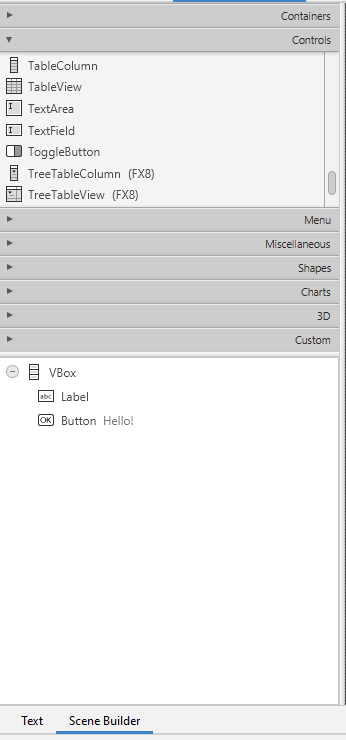 Containers
Controls
TableColumn
TableView
TextArea
TextField
ToggleButton
TreeTableColumn (FX8)
TreeTableView (FX8)
Menu
Miscellaneous
Shapes
Charts
3D
Custom
VBox
abc Label
OK Button Hello!
Text Scene Builder